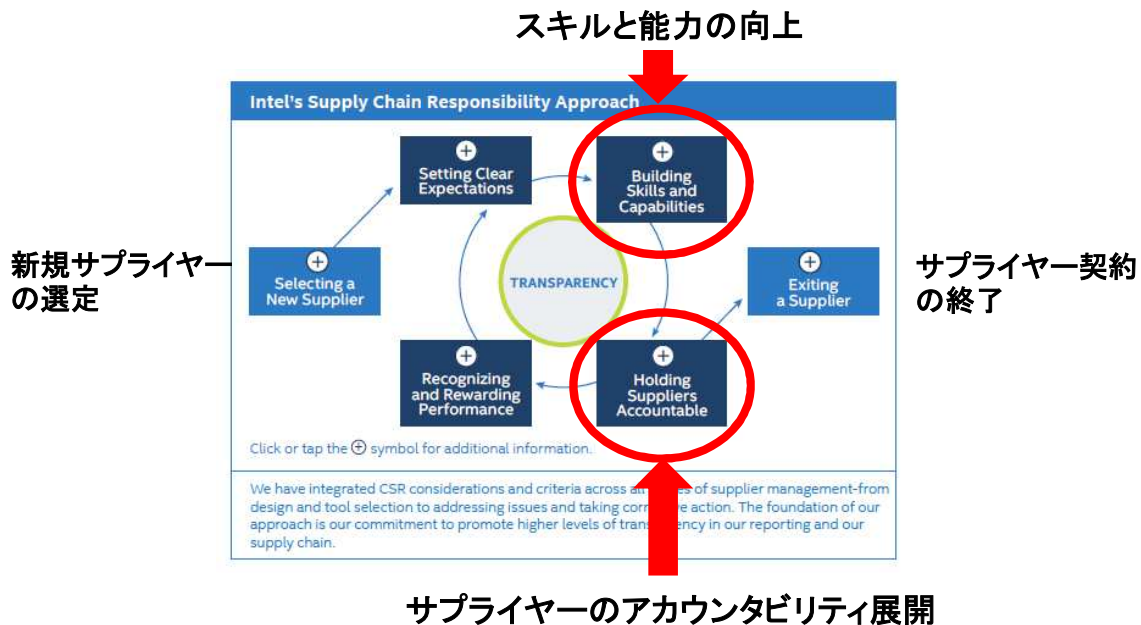 スキルと能力の向上
Intel's Supply Chain Responsibility Approach
Setting Clear
Expectations
Building
Skills and
Capabilities
新規サプライヤー
の選定
Selecting a
New Supplier
TRANSPARENCY
Exiting
a Supplier
サプライヤー契約
の終了
Recognizing
and Rewarding
Performance
Holding
Suppliers
Accountable
Click or tap the ⊕ symbol for additional information.
We have integrated CSR considerations and criteria across all of supplier management-from
design and tool selection to addressing issues and taking action. The foundation of our
approach is our commitment to promote higher levels of in our reporting and our
supply chain.
サプライヤーのアカウンタビリティ展開